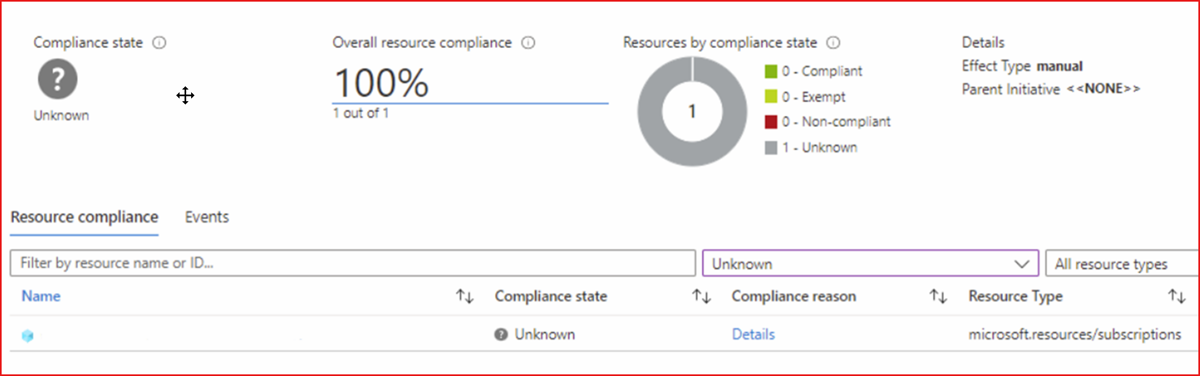 Compliance state
?
Unknown
Overall resource compliance
100%
1 out of 1
Resources by compliance state
1
0 - Compliant
0 - Exempt
0 - Non-compliant
1 - Unknown
Details
Effect Type manual
Parent Initiative <<NONE>>
Resource compliance Events
Filter by resource name or ID... Unknown All resource types
Name Compliance state Compliance reason Resource Type
? Unknown Details microsoft.resources/subscriptions